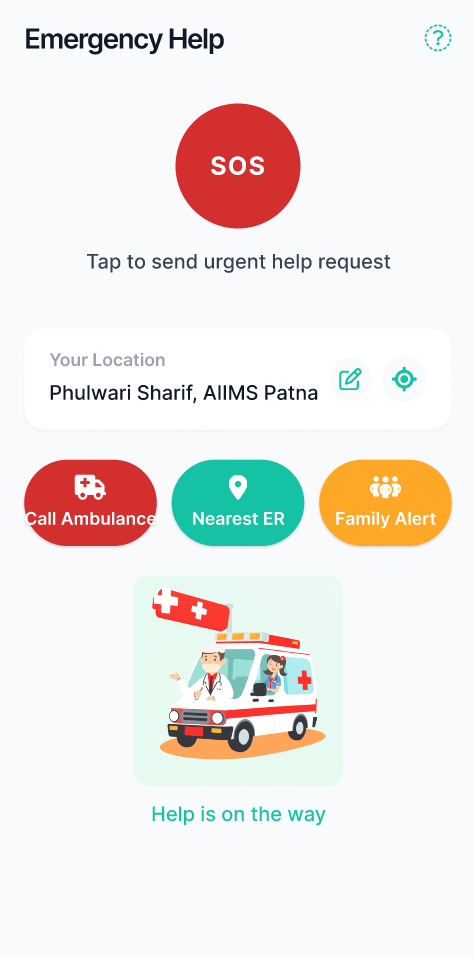 Emergency Help
?
SOS
Tap to send urgent help request
Your Location
Phulwari Sharif, AIIMS Patna
Call Ambulance
Nearest ER
Family Alert
Help is on the way